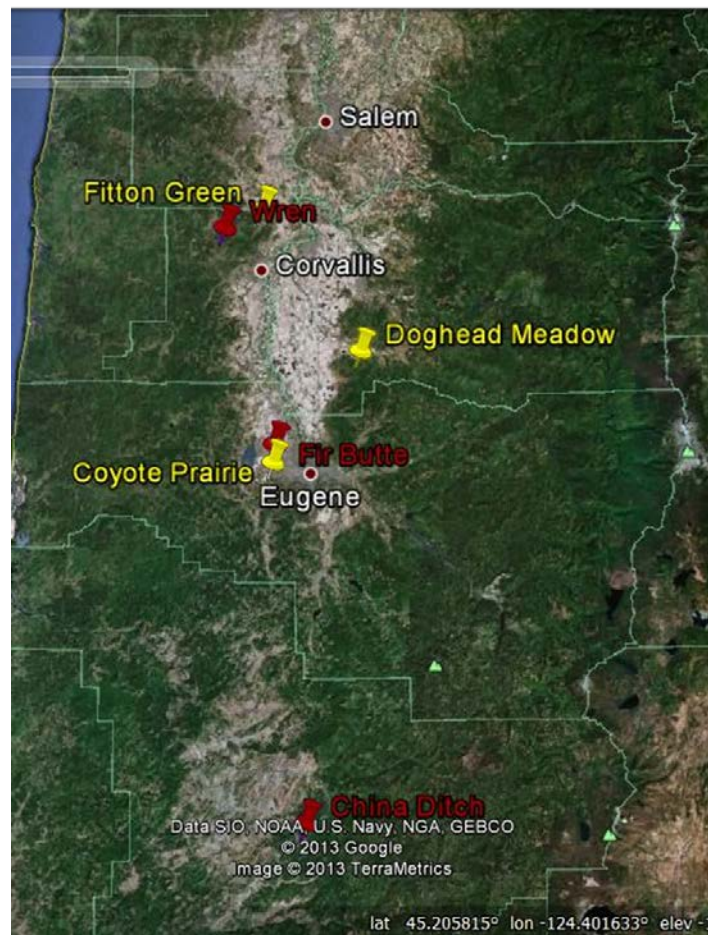 Salem
Fitton Green
Wren
Corvallis
Doghead Meadow
Fir Butte
Coyote Prairie
Eugene
China Ditch
Data SIO, NOAA, U.S. Navy, NGA, GEBCO
© 2013 Google
Image © 2013 TerraMetrics
lat 45.205815° lon -124.401633° elev